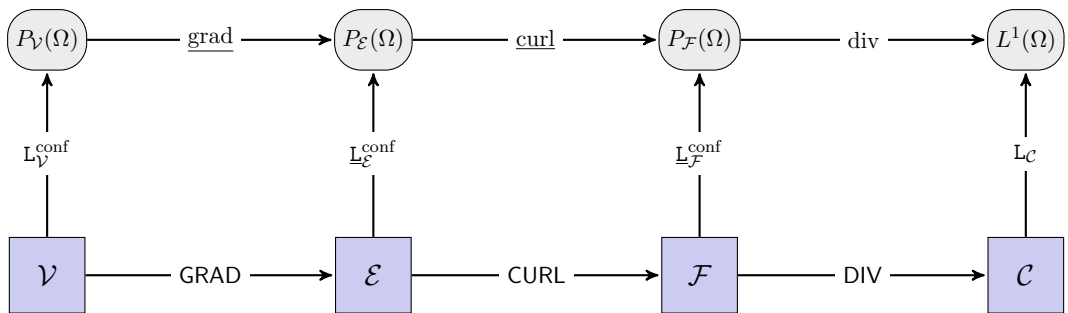 P_𝒱(Ω) grad P_ℰ(Ω) curl P_ℱ(Ω) div L¹(Ω)
L_𝒱^conf L_ℰ^conf L_ℱ^conf L_𝒞
𝒱 GRAD ℰ CURL ℱ DIV 𝒞